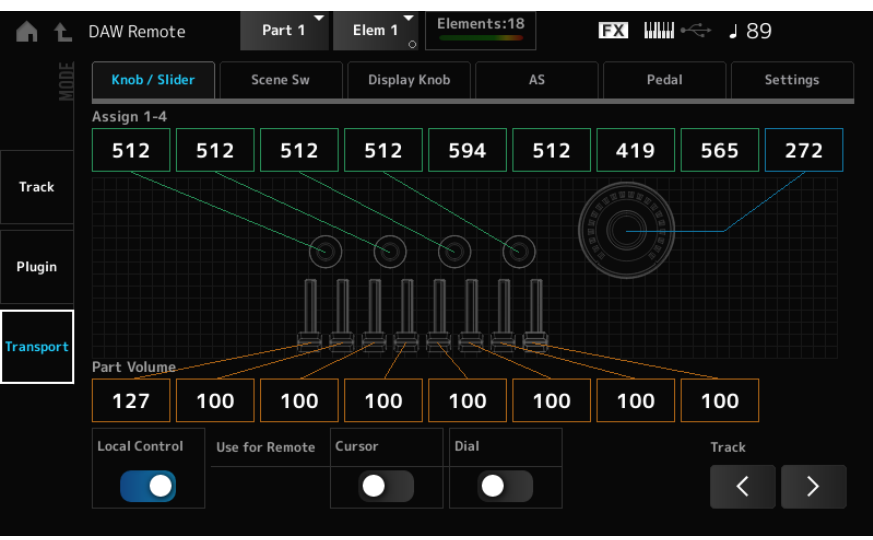 DAW Remote
Part 1
Elem 1
Elements:18
FX
♩ 89
MODE
Knob / Slider
Scene Sw
Display Knob
AS
Pedal
Settings
Assign 1-4
512 512 512 512 594 512 419 565 272
Track
Plugin
Transport
Part Volume
127 100 100 100 100 100 100 100
Local Control
Use for Remote
Cursor
Dial
Track